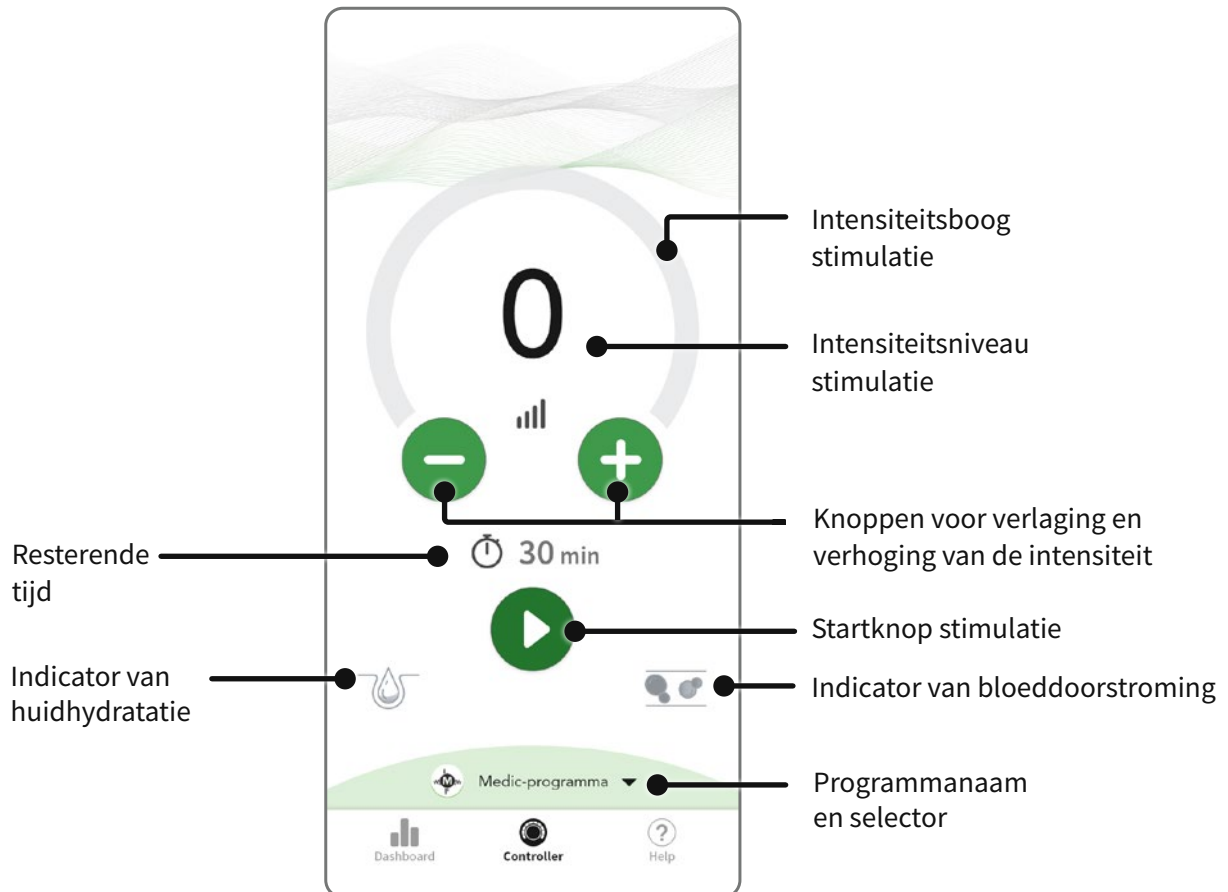 Intensiteitsboog
stimulatie
0
Intensiteitsniveau
stimulatie
Knoppen voor verlaging en
verhoging van de intensiteit
Resterende
tijd
30 min
Startknop stimulatie
Indicator van
huidhydratatie
Indicator van bloeddoorstroming
M
Medic-programma
Programmanaam
en selector
Dashboard
Controller
?
Help